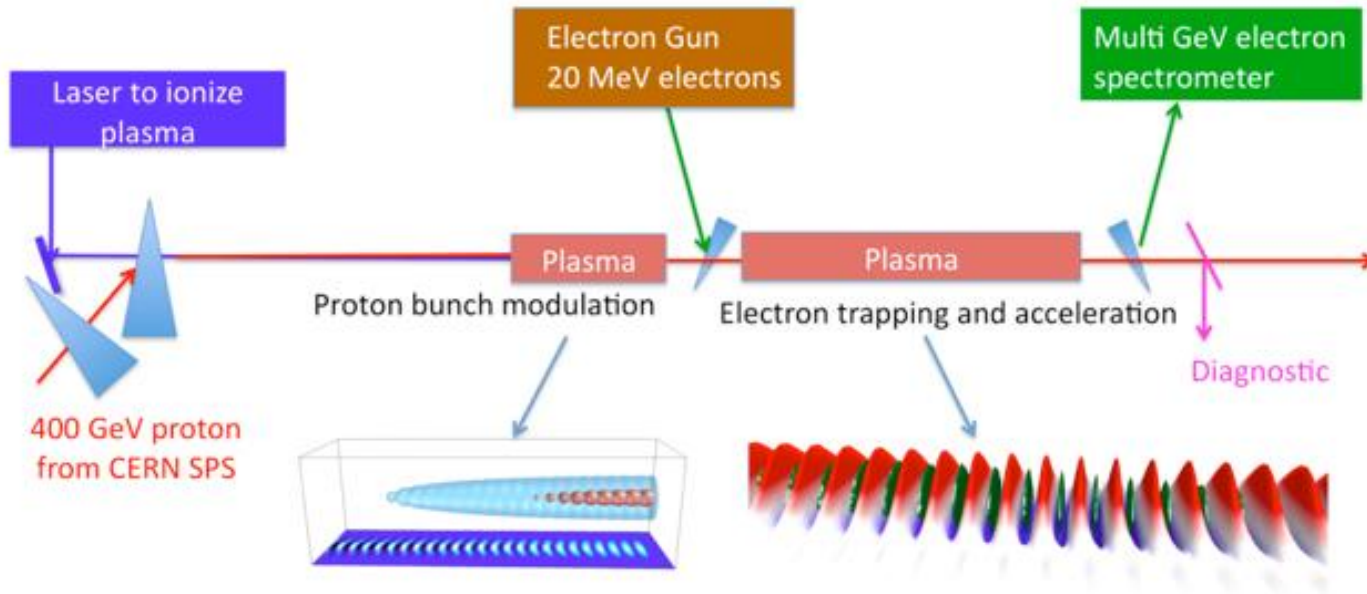 Laser to ionize
plasma
Electron Gun
20 MeV electrons
Multi GeV electron
spectrometer
Plasma
Plasma
Proton bunch modulation
Electron trapping and acceleration
Diagnostic
400 GeV proton
from CERN SPS